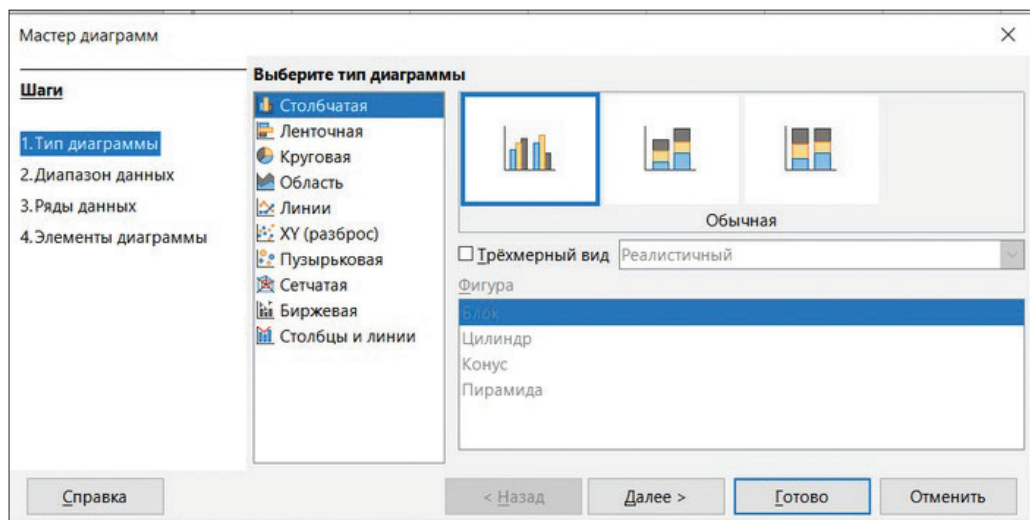 Мастер диаграмм
Шаги
1.Тип диаграммы
2.Диапазон данных
3.Ряды данных
4.Элементы диаграммы
Выберите тип диаграммы
Столбчатая
Ленточная
Круговая
Область
Линии
XY (разброс)
Пузырьковая
Сетчатая
Биржевая
Столбцы и линии
Обычная
Трёхмерный вид
Реалистичный
Фигура
Блок
Цилиндр
Конус
Пирамида
Справка
< Назад
Далее >
Готово
Отменить